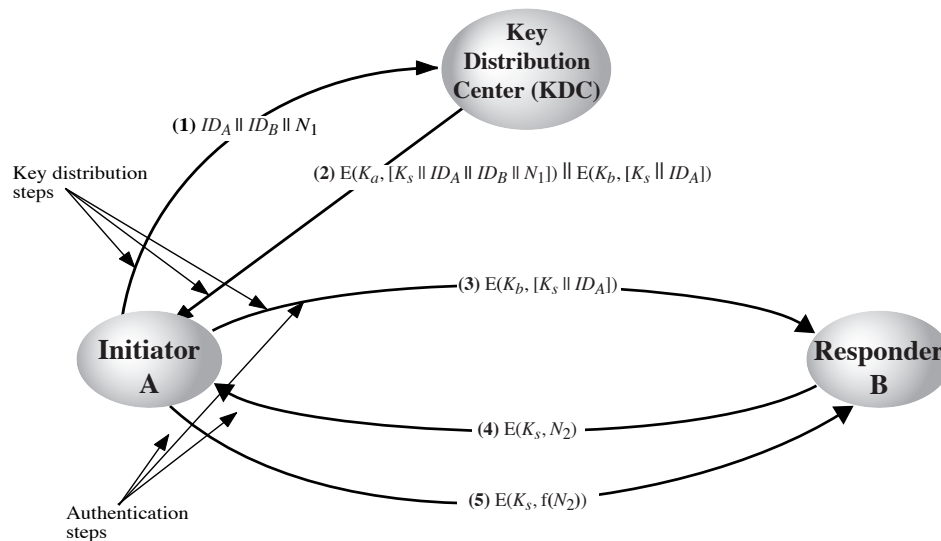 Key
Distribution
Center (KDC)
(1) ID_A || ID_B || N_1
(2) E(K_a, [K_s || ID_A || ID_B || N_1]) || E(K_b, [K_s || ID_A])
Key distribution
steps
(3) E(K_b, [K_s || ID_A])
Initiator
A
Responder
B
(4) E(K_s, N_2)
(5) E(K_s, f(N_2))
Authentication
steps